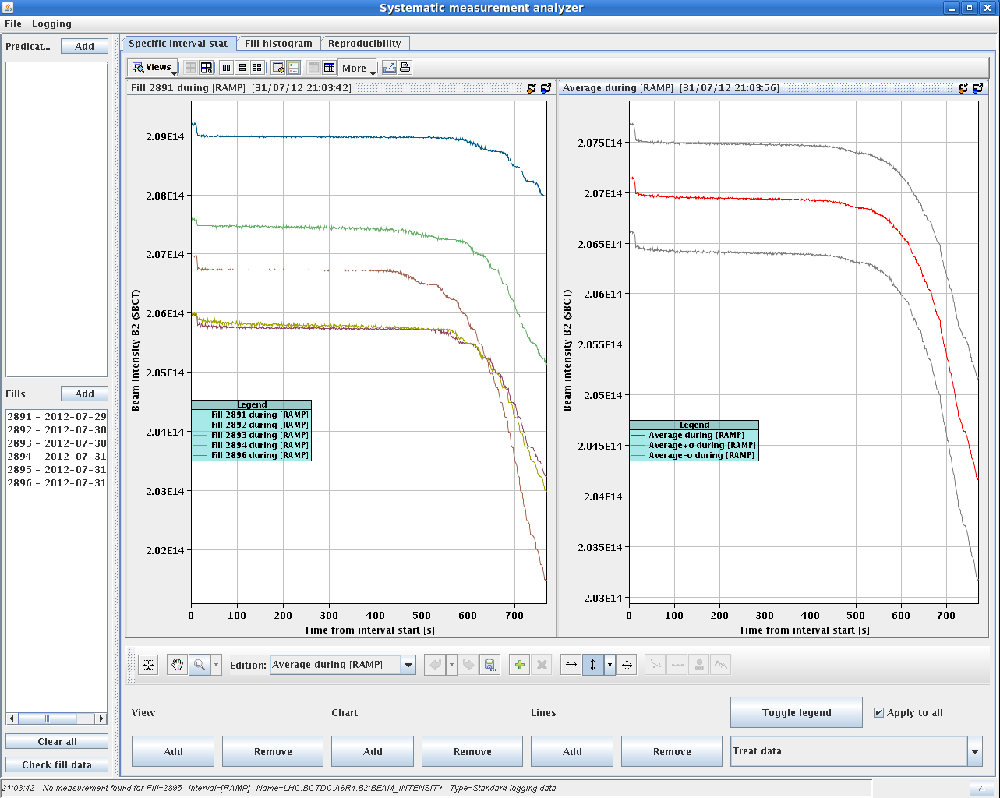 Systematic measurement analyzer
File Logging
Predicat... Add
Specific interval stat Fill histogram Reproducibility
Views More
Fill 2891 during [RAMP] [31/07/12 21:03:42]
2.09E14
2.08E14
2.07E14
2.06E14
2.05E14
2.04E14
2.03E14
2.02E14
Beam intensity B2 (SBCT)
Legend
Fill 2891 during [RAMP]
Fill 2892 during [RAMP]
Fill 2893 during [RAMP]
Fill 2894 during [RAMP]
Fill 2896 during [RAMP]
0 100 200 300 400 500 600 700
Time from interval start [s]
Average during [RAMP] [31/07/12 21:03:56]
2.075E14
2.07E14
2.065E14
2.06E14
2.055E14
2.05E14
2.045E14
2.04E14
2.035E14
2.03E14
Beam intensity B2 (SBCT)
Legend
Average during [RAMP]
Average+σ during [RAMP]
Average-σ during [RAMP]
0 100 200 300 400 500 600 700
Time from interval start [s]
Fills Add
2891 - 2012-07-29
2892 - 2012-07-30
2893 - 2012-07-30
2894 - 2012-07-31
2895 - 2012-07-31
2896 - 2012-07-31
Clear all
Check fill data
Edition: Average during [RAMP]
View Chart Lines Toggle legend Apply to all
Add Remove Add Remove Add Remove Treat data
21:03:42 - No measurement found for Fill=2895--Interval=[RAMP]--Name=LHC.BCTDC.A6R4.B2:BEAM_INTENSITY--Type=Standard logging data